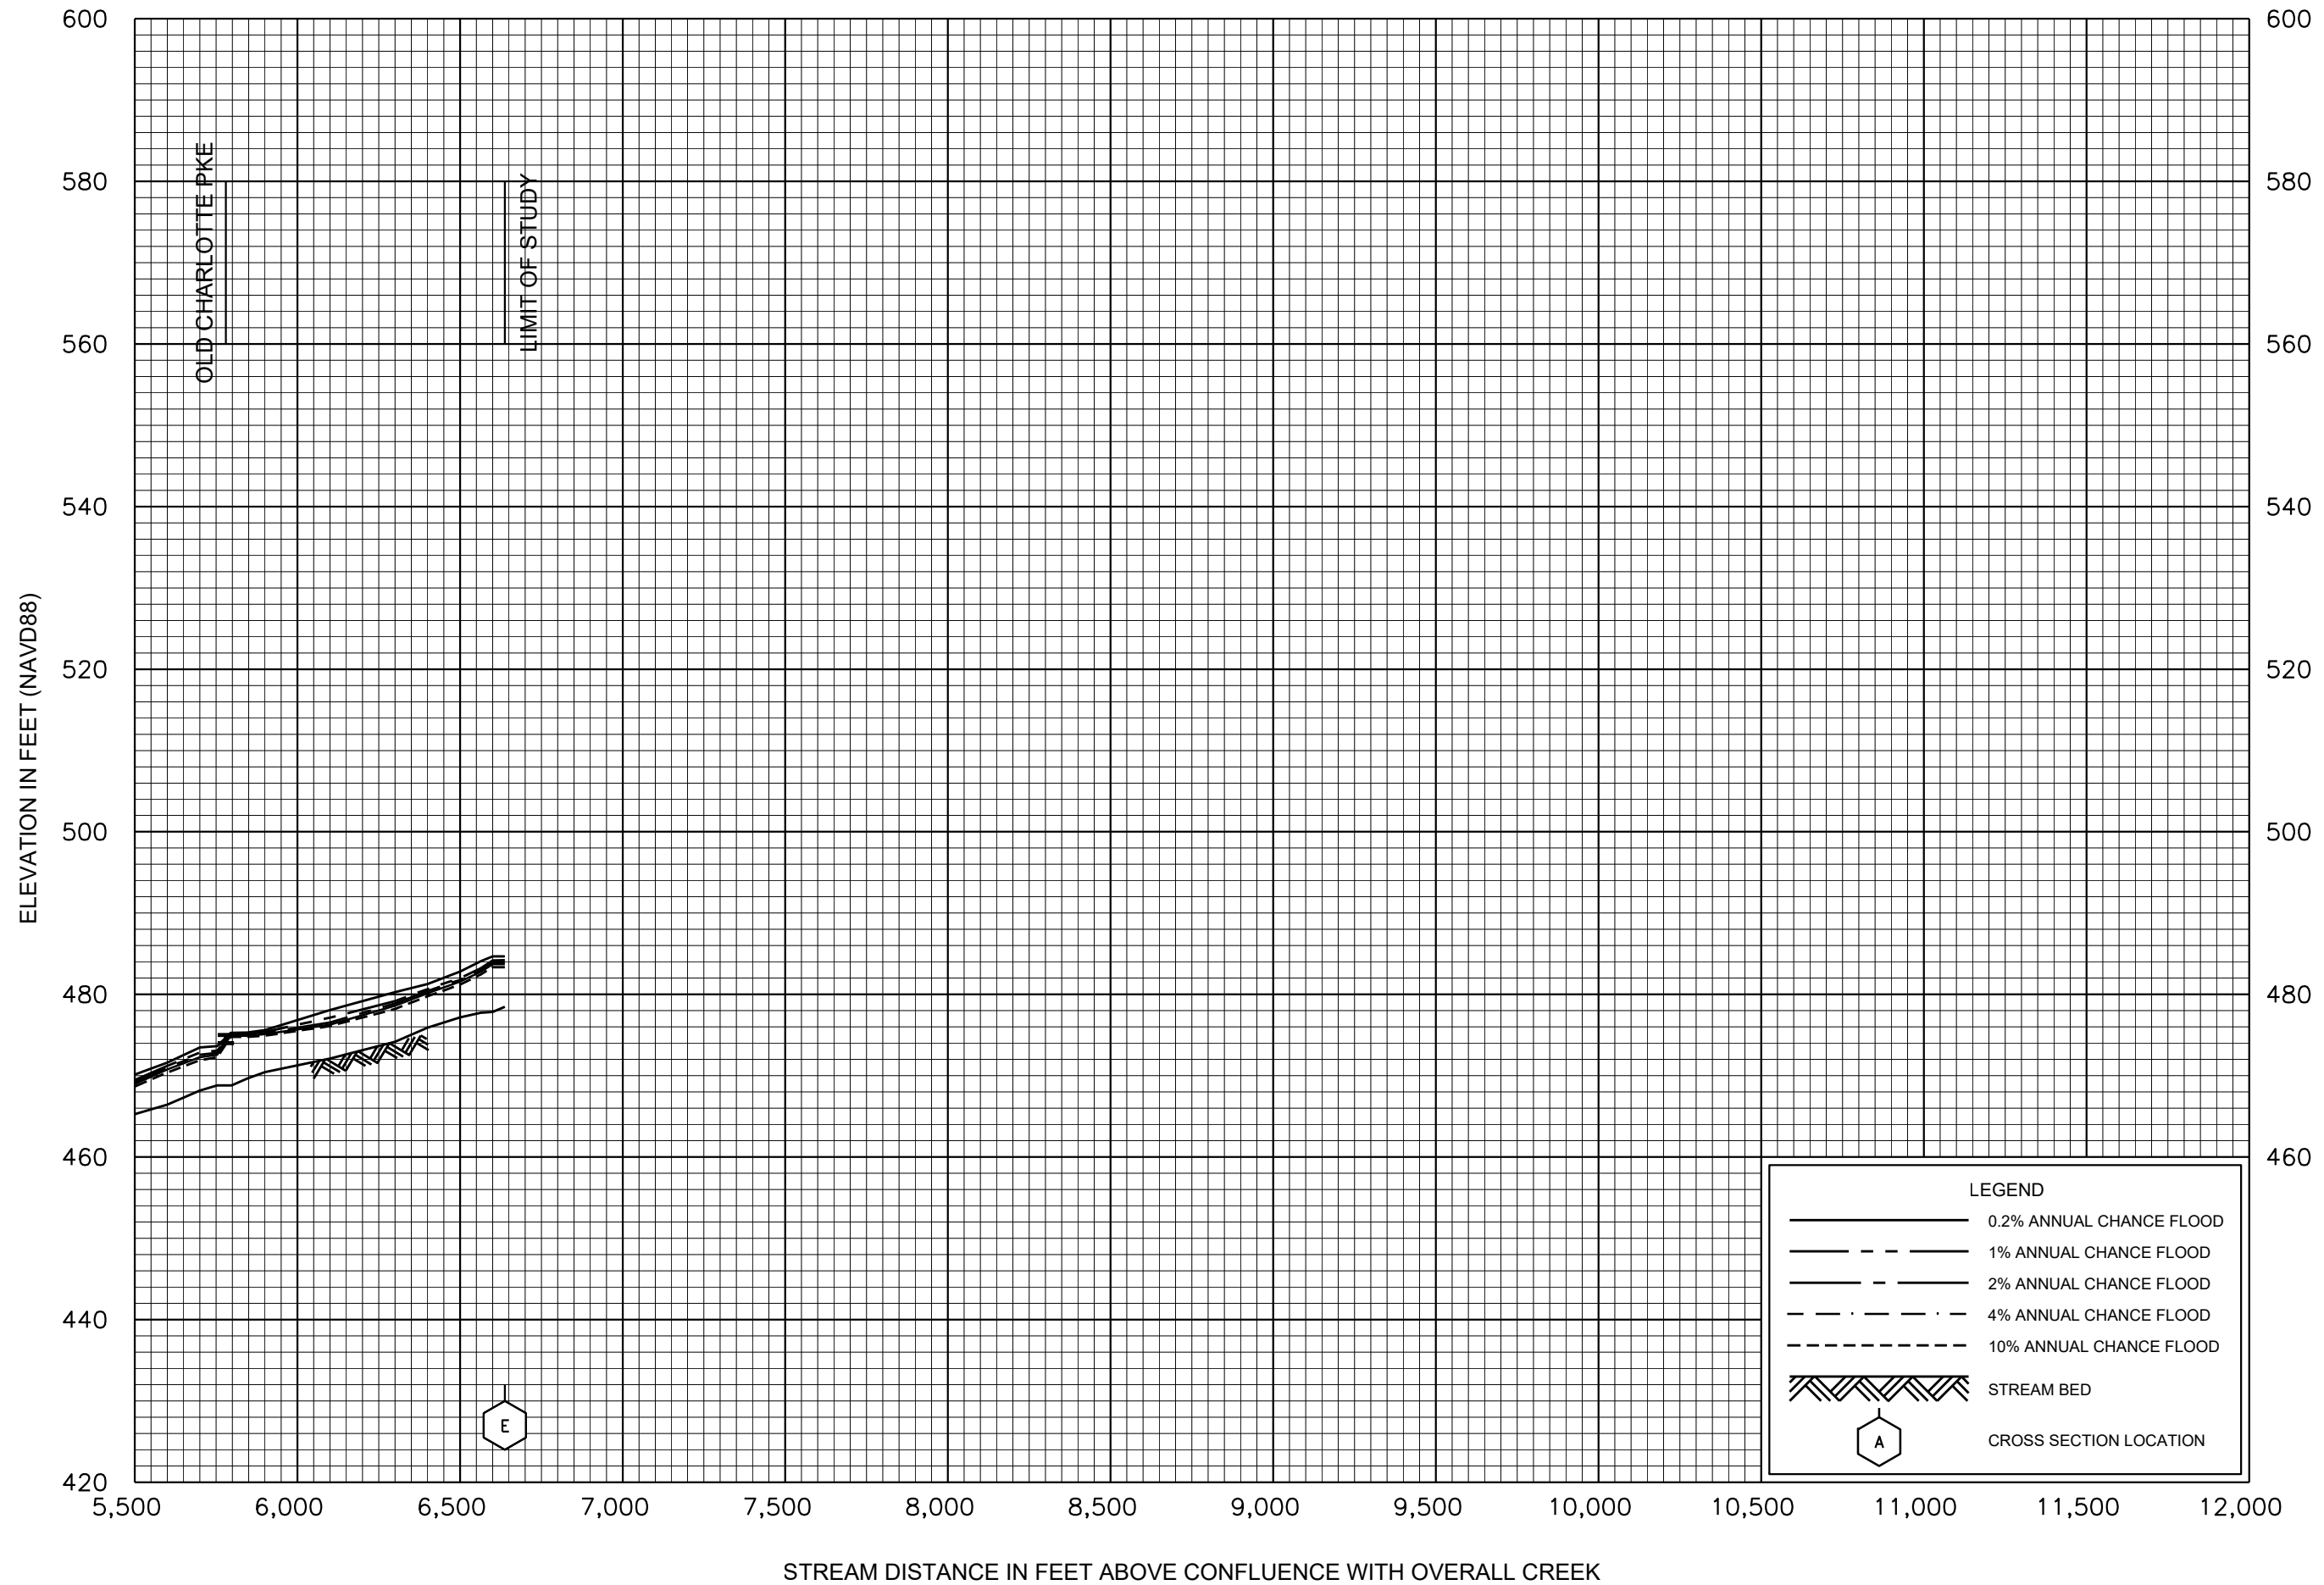 600
600
OLD CHARLOTTE PKE
LIMIT OF STUDY
580
580
560
560
540
540
520
520
ELEVATION IN FEET (NAVD88)
500
500
480
480
460
460
LEGEND
0.2% ANNUAL CHANCE FLOOD
1% ANNUAL CHANCE FLOOD
2% ANNUAL CHANCE FLOOD
4% ANNUAL CHANCE FLOOD
10% ANNUAL CHANCE FLOOD
STREAM BED
A
CROSS SECTION LOCATION
440
E
420
5,500
6,000
6,500
7,000
7,500
8,000
8,500
9,000
9,500
10,000
10,500
11,000
11,500
12,000
STREAM DISTANCE IN FEET ABOVE CONFLUENCE WITH OVERALL CREEK